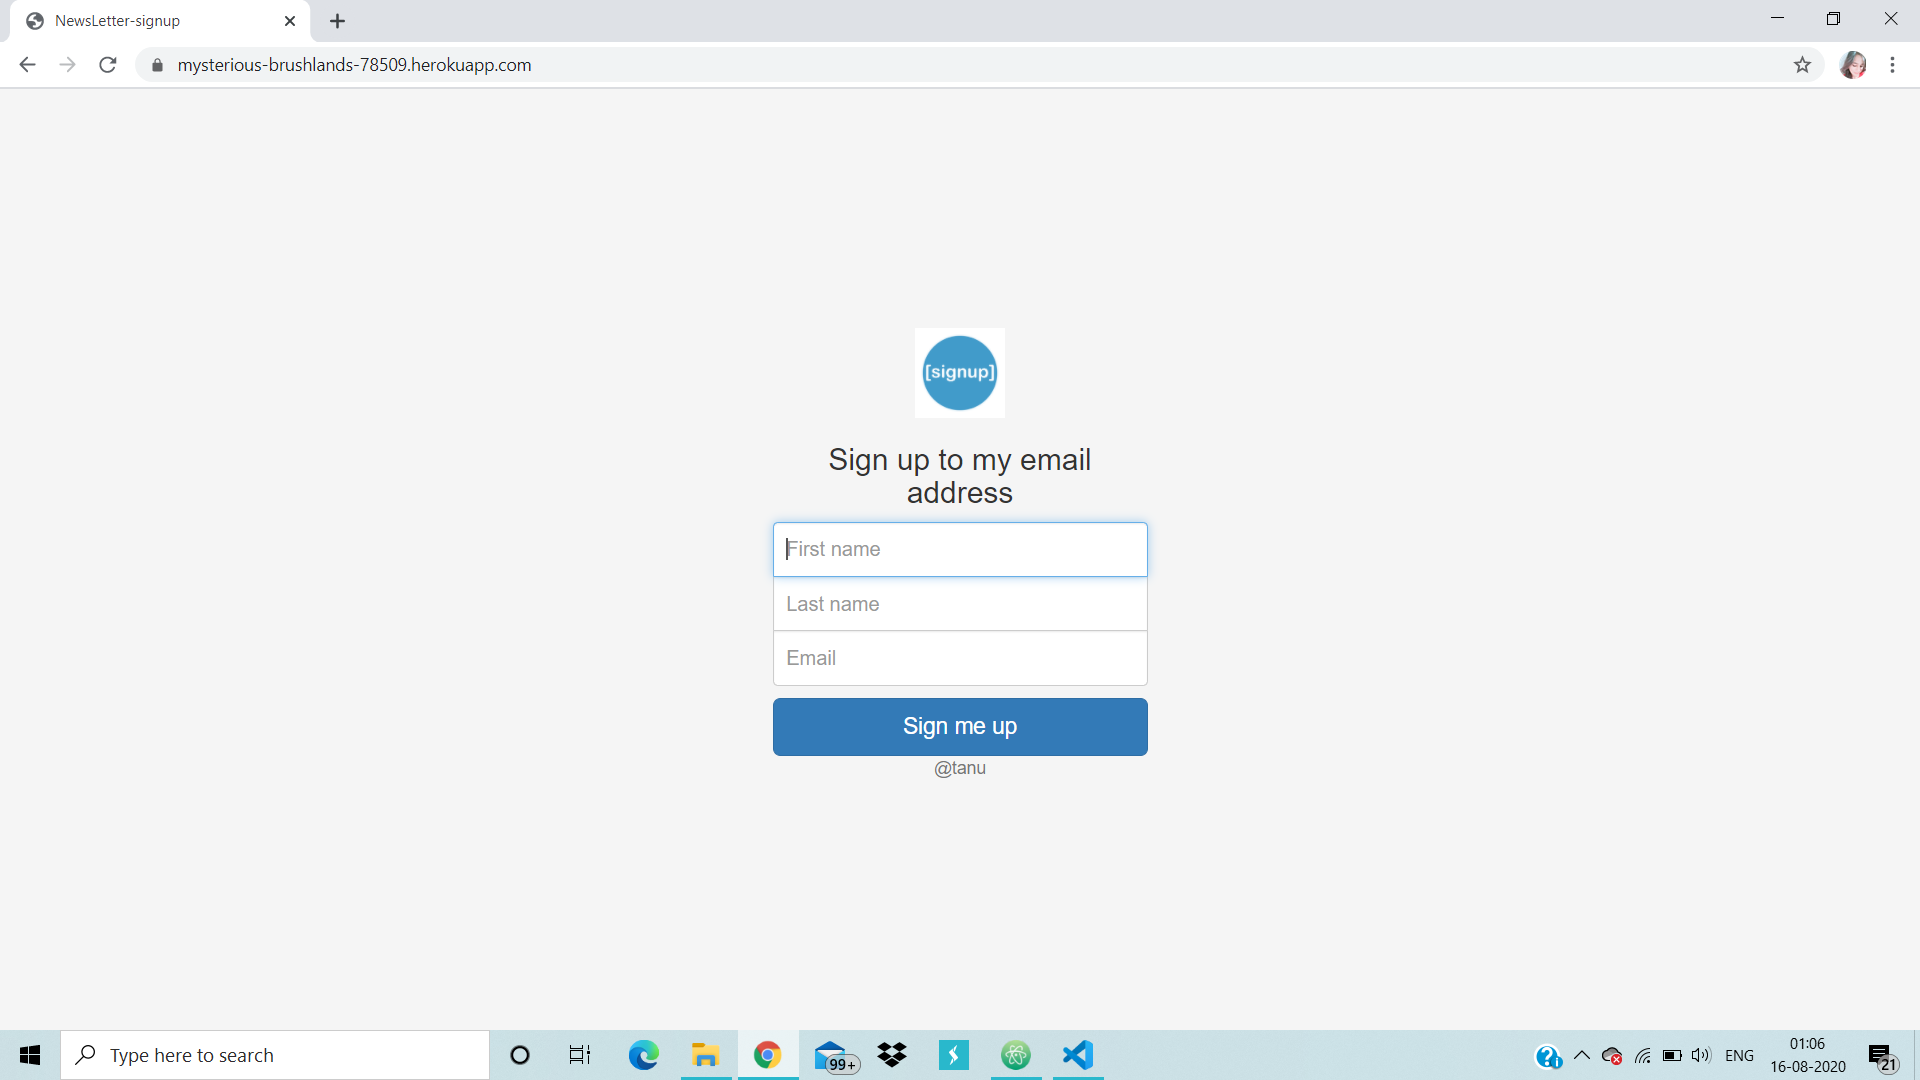 NewsLetter-signup
mysterious-brushlands-78509.herokuapp.com
[signup]
Sign up to my email
address
First name
Last name
Email
Sign me up
@tanu
Type here to search
99+
ENG
01:06
16-08-2020
21